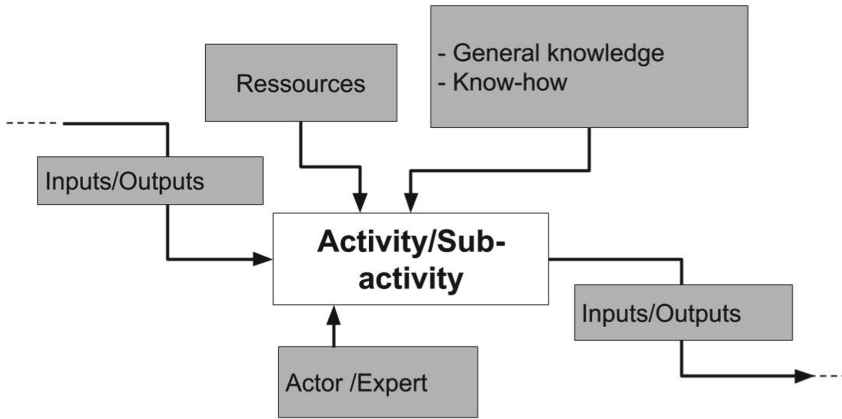 - General knowledge
- Know-how
Ressources
Inputs/Outputs
Activity/Sub-
activity
Inputs/Outputs
Actor /Expert